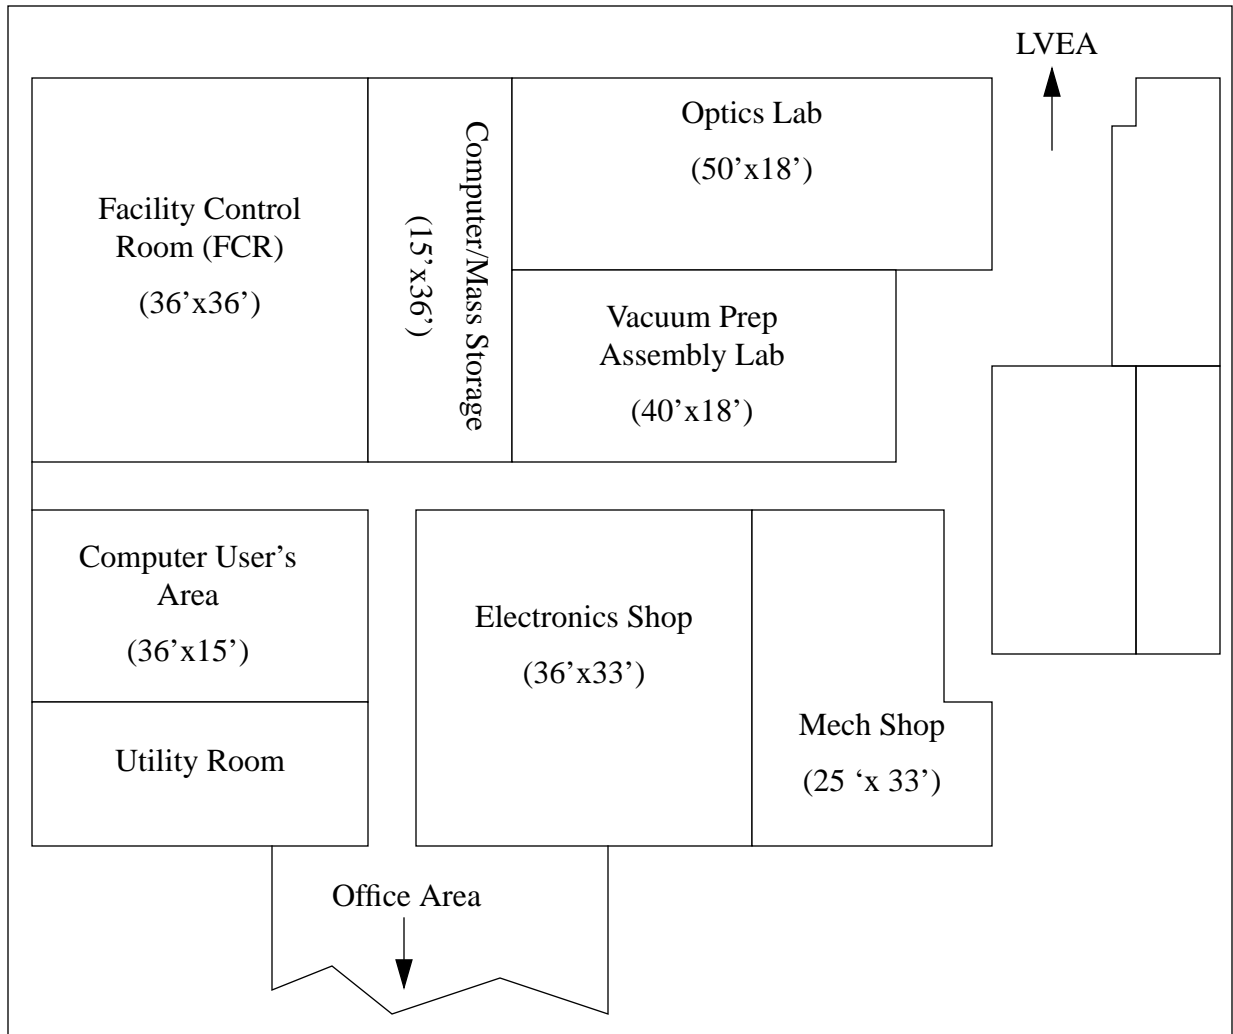 LVEA
Optics Lab
(50’x18’)
Facility Control
Room (FCR)
(36’x36’)
Computer/Mass Storage
(15’x36’)
Vacuum Prep
Assembly Lab
(40’x18’)
Computer User’s
Area
(36’x15’)
Electronics Shop
(36’x33’)
Mech Shop
(25 ‘x 33’)
Utility Room
Office Area